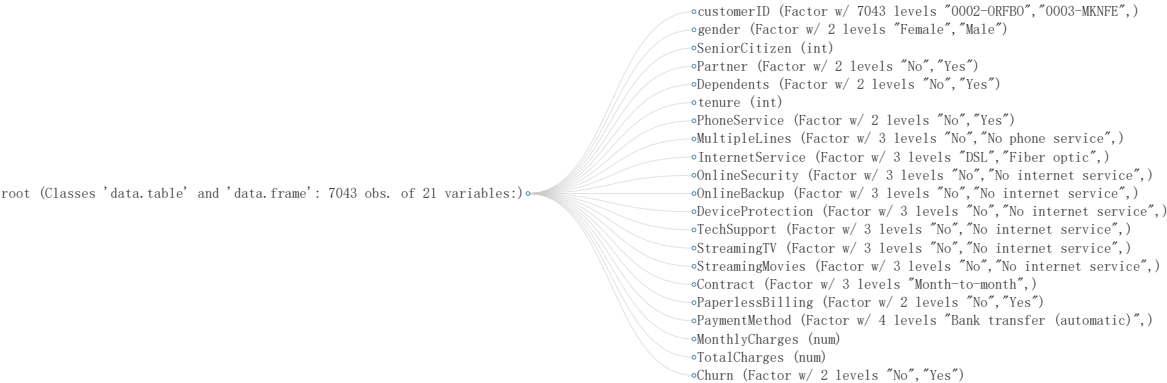 customerID (Factor w/ 7043 levels "0002-ORFBO","0003-MKNFE",)
gender (Factor w/ 2 levels "Female","Male")
SeniorCitizen (int)
Partner (Factor w/ 2 levels "No","Yes")
Dependents (Factor w/ 2 levels "No","Yes")
tenure (int)
PhoneService (Factor w/ 2 levels "No","Yes")
MultipleLines (Factor w/ 3 levels "No","No phone service",)
InternetService (Factor w/ 3 levels "DSL","Fiber optic",)
OnlineSecurity (Factor w/ 3 levels "No","No internet service",)
root (Classes 'data.table' and 'data.frame': 7043 obs. of 21 variables:)
OnlineBackup (Factor w/ 3 levels "No","No internet service",)
DeviceProtection (Factor w/ 3 levels "No","No internet service",)
TechSupport (Factor w/ 3 levels "No","No internet service",)
StreamingTV (Factor w/ 3 levels "No","No internet service",)
StreamingMovies (Factor w/ 3 levels "No","No internet service",)
Contract (Factor w/ 3 levels "Month-to-month",)
PaperlessBilling (Factor w/ 2 levels "No","Yes")
PaymentMethod (Factor w/ 4 levels "Bank transfer (automatic)",)
MonthlyCharges (num)
TotalCharges (num)
Churn (Factor w/ 2 levels "No","Yes")